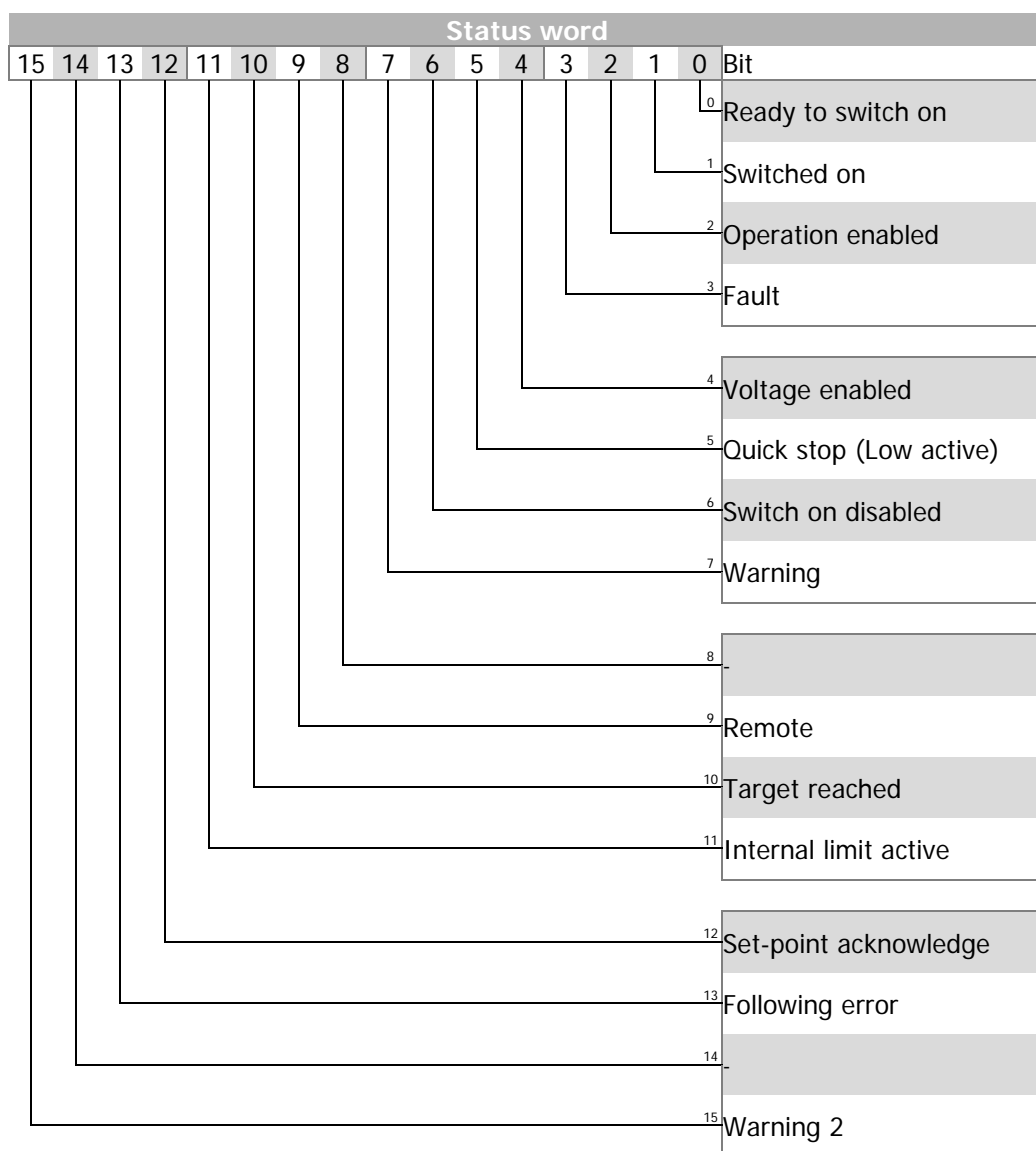 Status word
15 14 13 12 11 10 9 8 7 6 5 4 3 2 1 0 Bit
0 Ready to switch on
1 Switched on
2 Operation enabled
3 Fault
4 Voltage enabled
5 Quick stop (Low active)
6 Switch on disabled
7 Warning
8 -
9 Remote
10 Target reached
11 Internal limit active
12 Set-point acknowledge
13 Following error
14 -
15 Warning 2